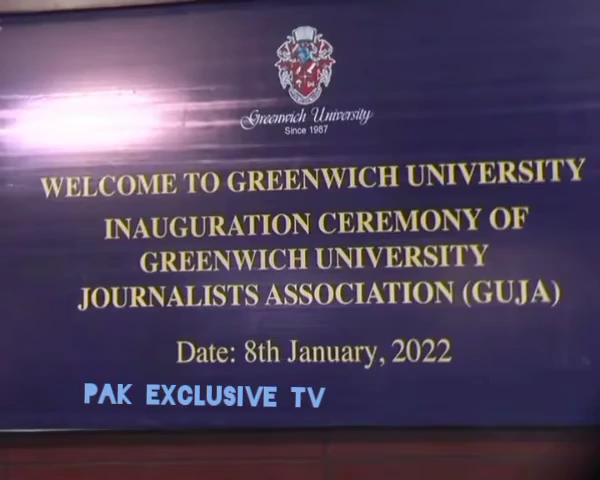 Greenwich University
Since 1987
WELCOME TO GREENWICH UNIVERSITY
INAUGURATION CEREMONY OF
GREENWICH UNIVERSITY
JOURNALISTS ASSOCIATION (GUJA)
Date: 8th January, 2022
PAK EXCLUSIVE TV